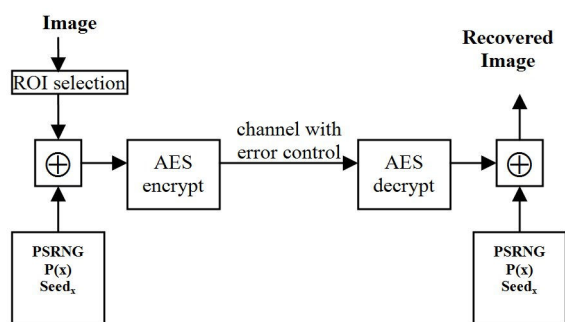 Image
ROI selection
⊕
AES
encrypt
channel with
error control
AES
decrypt
Recovered
Image
⊕
PSRNG
P(x)
Seedₓ
PSRNG
P(x)
Seedₓ